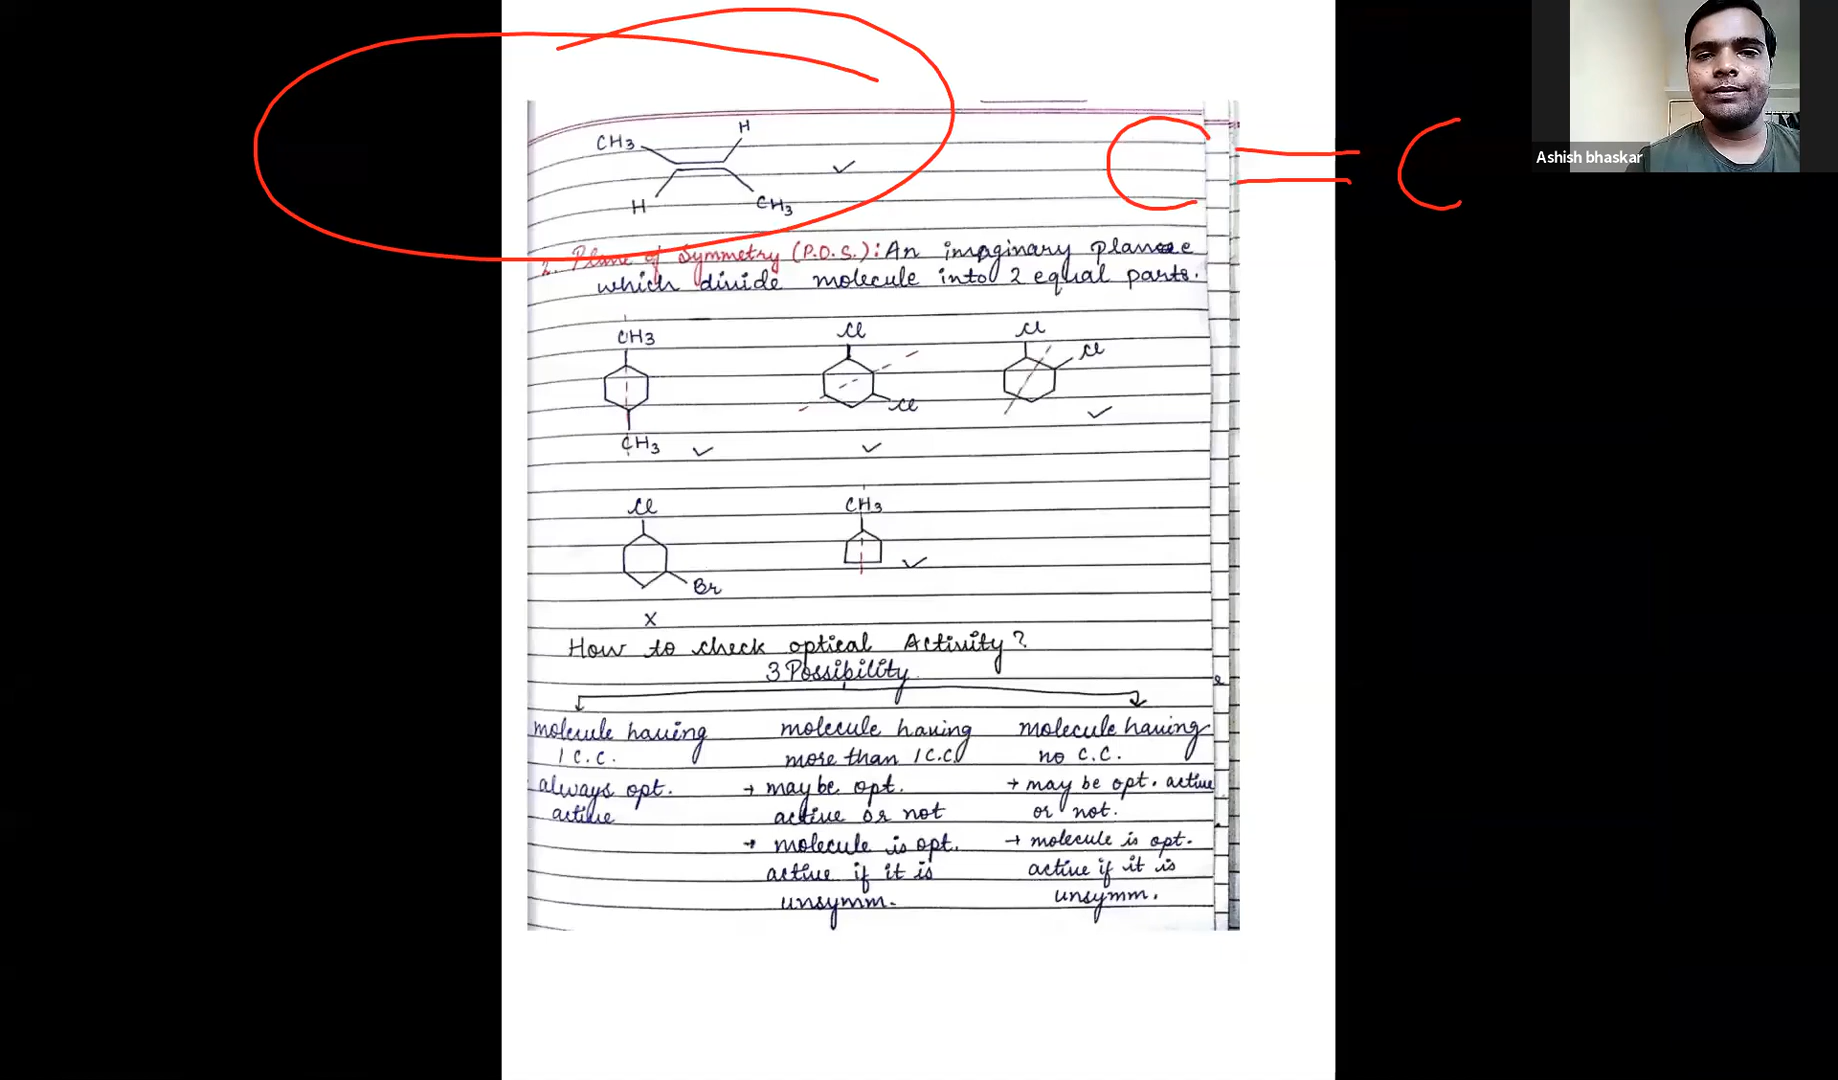 Ashish bhaskar
CH3 H
H CH3
2. Plane of Symmetry (P.O.S.): An imaginary plane
which divide molecule into 2 equal parts.
CH3 Cl Cl
Cl
Cl
CH3
Cl CH3
Br
X
How to check optical Activity?
3 Possibility
molecule having molecule having molecule having
1 C.C. more than 1 C.C. no C.C.
always opt. → maybe opt. → may be opt. active
active active or not or not.
→ molecule is opt. → molecule is opt.
active if it is active if it is
unsymm. unsymm.